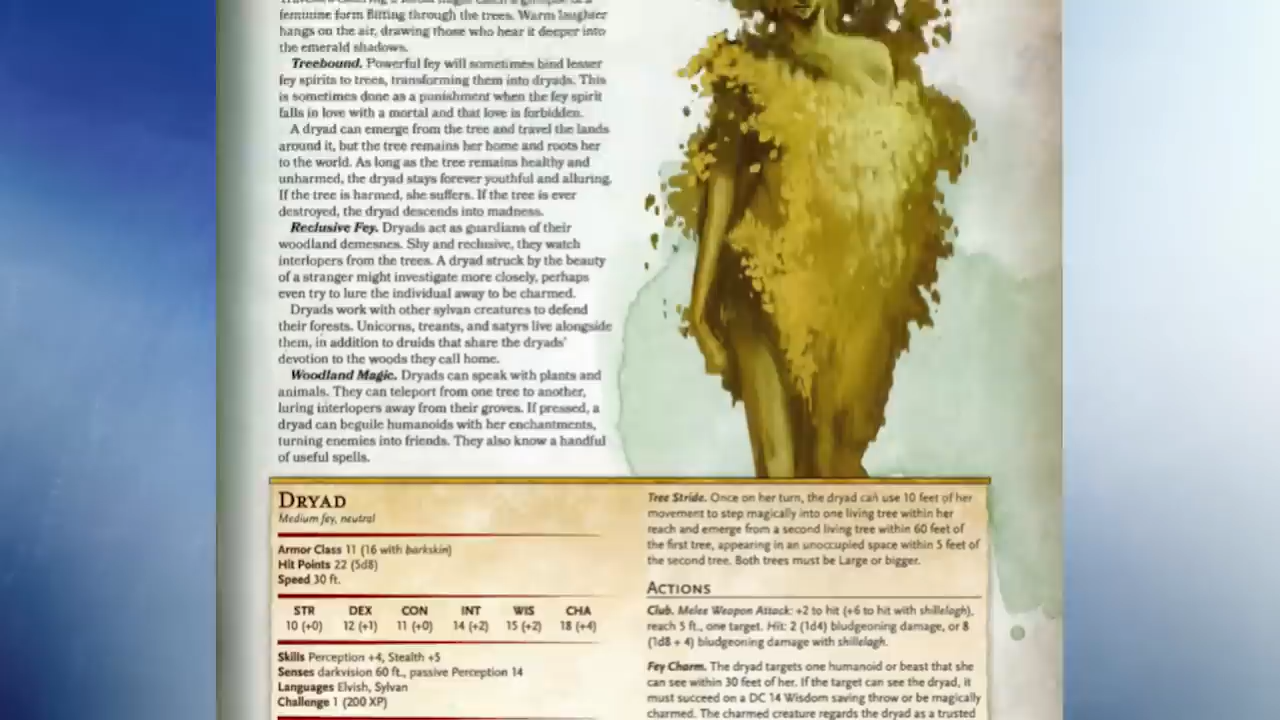 feminine form flitting through the trees. Warm laughter
hangs on the air, drawing those who hear it deeper into
the emerald shadows.
Treebound. Powerful fey will sometimes bind lesser
fey spirits to trees, transforming them into dryads. This
is sometimes done as a punishment when the fey spirit
falls in love with a mortal and that love is forbidden.
A dryad can emerge from the tree and travel the lands
around it, but the tree remains her home and roots her
to the world. As long as the tree remains healthy and
unharmed, the dryad stays forever youthful and alluring.
If the tree is harmed, she suffers. If the tree is ever
destroyed, the dryad descends into madness.
Reclusive Fey. Dryads act as guardians of their
woodland demesnes. Shy and reclusive, they watch
interlopers from the trees. A dryad struck by the beauty
of a stranger might investigate more closely, perhaps
even try to lure the individual away to be charmed.
Dryads work with other sylvan creatures to defend
their forests. Unicorns, treants, and satyrs live alongside
them, in addition to druids that share the dryads'
devotion to the woods they call home.
Woodland Magic. Dryads can speak with plants and
animals. They can teleport from one tree to another,
luring interlopers away from their groves. If pressed, a
dryad can beguile humanoids with her enchantments,
turning enemies into friends. They also know a handful
of useful spells.
DRYAD
Medium fey, neutral
Armor Class 11 (16 with barkskin)
Hit Points 22 (5d8)
Speed 30 ft.
STR DEX CON INT WIS CHA
10 (+0) 12 (+1) 11 (+0) 14 (+2) 15 (+2) 18 (+4)
Skills Perception +4, Stealth +5
Senses darkvision 60 ft., passive Perception 14
Languages Elvish, Sylvan
Challenge 1 (200 XP)
Tree Stride. Once on her turn, the dryad can use 10 feet of her
movement to step magically into one living tree within her
reach and emerge from a second living tree within 60 feet of
the first tree, appearing in an unoccupied space within 5 feet of
the second tree. Both trees must be Large or bigger.
ACTIONS
Club. Melee Weapon Attack: +2 to hit (+6 to hit with shillelagh),
reach 5 ft., one target. Hit: 2 (1d4) bludgeoning damage, or 8
(1d8 + 4) bludgeoning damage with shillelagh.
Fey Charm. The dryad targets one humanoid or beast that she
can see within 30 feet of her. If the target can see the dryad, it
must succeed on a DC 14 Wisdom saving throw or be magically
charmed. The charmed creature regards the dryad as a trusted